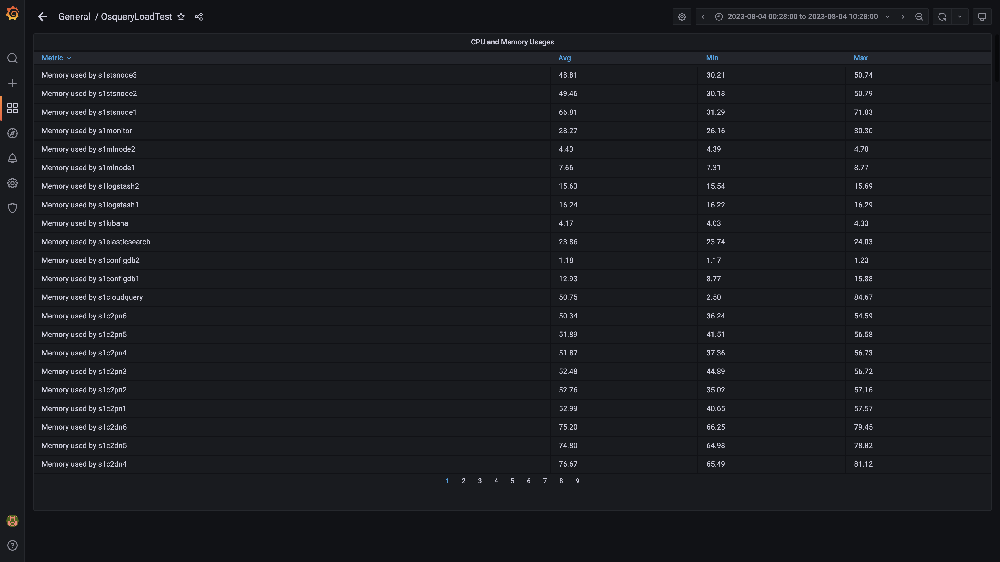 General / OsqueryLoadTest
2023-08-04 00:28:00 to 2023-08-04 10:28:00
CPU and Memory Usages
Metric Avg Min Max
Memory used by s1stsnode3 48.81 30.21 50.74
Memory used by s1stsnode2 49.46 30.18 50.79
Memory used by s1stsnode1 66.81 31.29 71.83
Memory used by s1monitor 28.27 26.16 30.30
Memory used by s1mlnode2 4.43 4.39 4.78
Memory used by s1mlnode1 7.66 7.31 8.77
Memory used by s1logstash2 15.63 15.54 15.69
Memory used by s1logstash1 16.24 16.22 16.29
Memory used by s1kibana 4.17 4.03 4.33
Memory used by s1elasticsearch 23.86 23.74 24.03
Memory used by s1configdb2 1.18 1.17 1.23
Memory used by s1configdb1 12.93 8.77 15.88
Memory used by s1cloudquery 50.75 2.50 84.67
Memory used by s1c2pn6 50.34 36.24 54.59
Memory used by s1c2pn5 51.89 41.51 56.58
Memory used by s1c2pn4 51.87 37.36 56.73
Memory used by s1c2pn3 52.48 44.89 56.72
Memory used by s1c2pn2 52.76 35.02 57.16
Memory used by s1c2pn1 52.99 40.65 57.57
Memory used by s1c2dn6 75.20 66.25 79.45
Memory used by s1c2dn5 74.80 64.98 78.82
Memory used by s1c2dn4 76.67 65.49 81.12
1 2 3 4 5 6 7 8 9